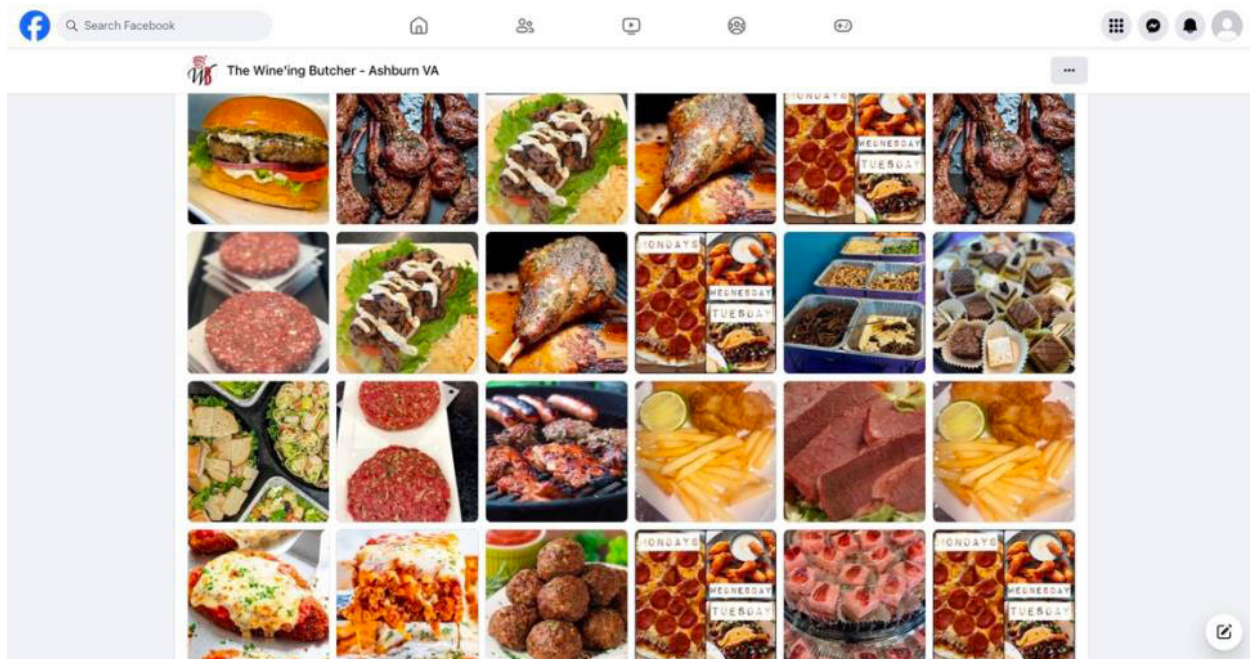 Search Facebook
The Wine'ing Butcher - Ashburn VA
WEDNESDAY
TUESDAY
MONDAYS
WEDNESDAY
TUESDAY
MONDAYS
WEDNESDAY
TUESDAY
MONDAYS
WEDNESDAY
TUESDAY